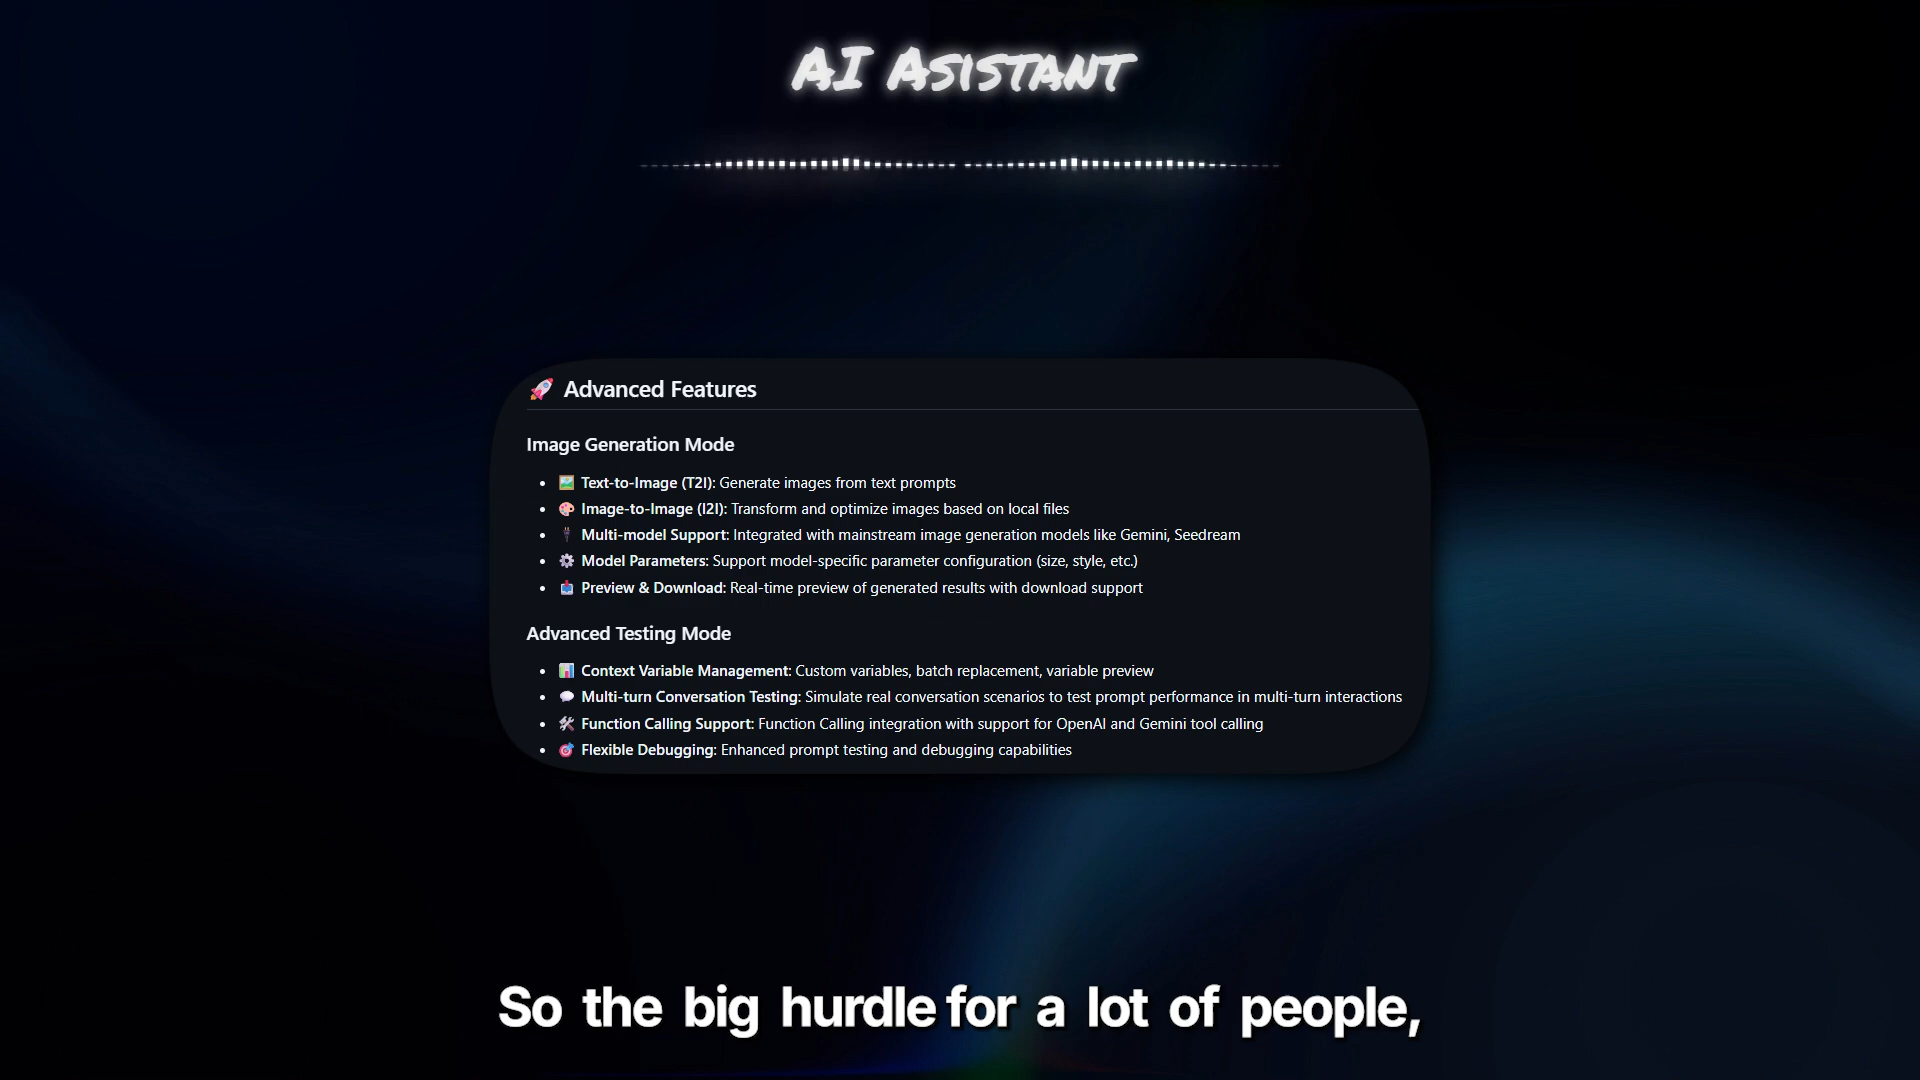 AI Asistant
🚀 Advanced Features
Image Generation Mode
• 🖼️ Text-to-Image (T2I): Generate images from text prompts
• 🎨 Image-to-Image (I2I): Transform and optimize images based on local files
• 🔌 Multi-model Support: Integrated with mainstream image generation models like Gemini, Seedream
• ⚙️ Model Parameters: Support model-specific parameter configuration (size, style, etc.)
• 📥 Preview & Download: Real-time preview of generated results with download support
Advanced Testing Mode
• 📊 Context Variable Management: Custom variables, batch replacement, variable preview
• 💬 Multi-turn Conversation Testing: Simulate real conversation scenarios to test prompt performance in multi-turn interactions
• 🛠️ Function Calling Support: Function Calling integration with support for OpenAI and Gemini tool calling
• 🎯 Flexible Debugging: Enhanced prompt testing and debugging capabilities
So the big hurdle for a lot of people,